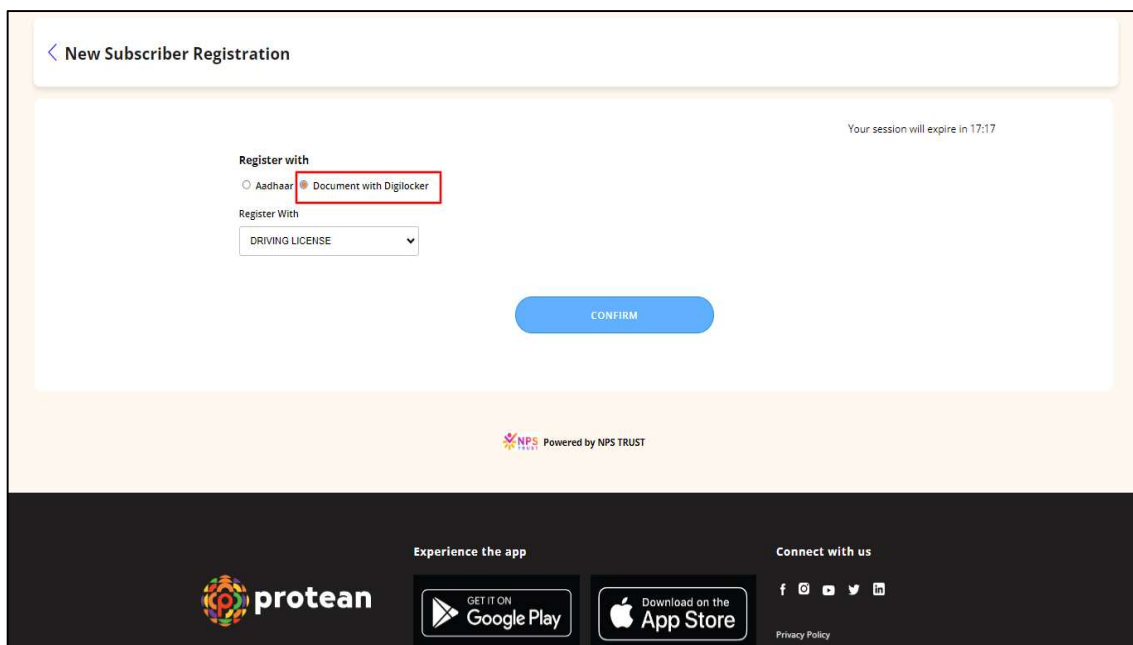 New Subscriber Registration
Your session will expire in 17:17
Register with
Aadhaar Document with Digilocker
Register With
DRIVING LICENSE
CONFIRM
NPS TRUST Powered by NPS TRUST
Experience the app
Connect with us
protean
GET IT ON
Google Play
Download on the
App Store
Privacy Policy